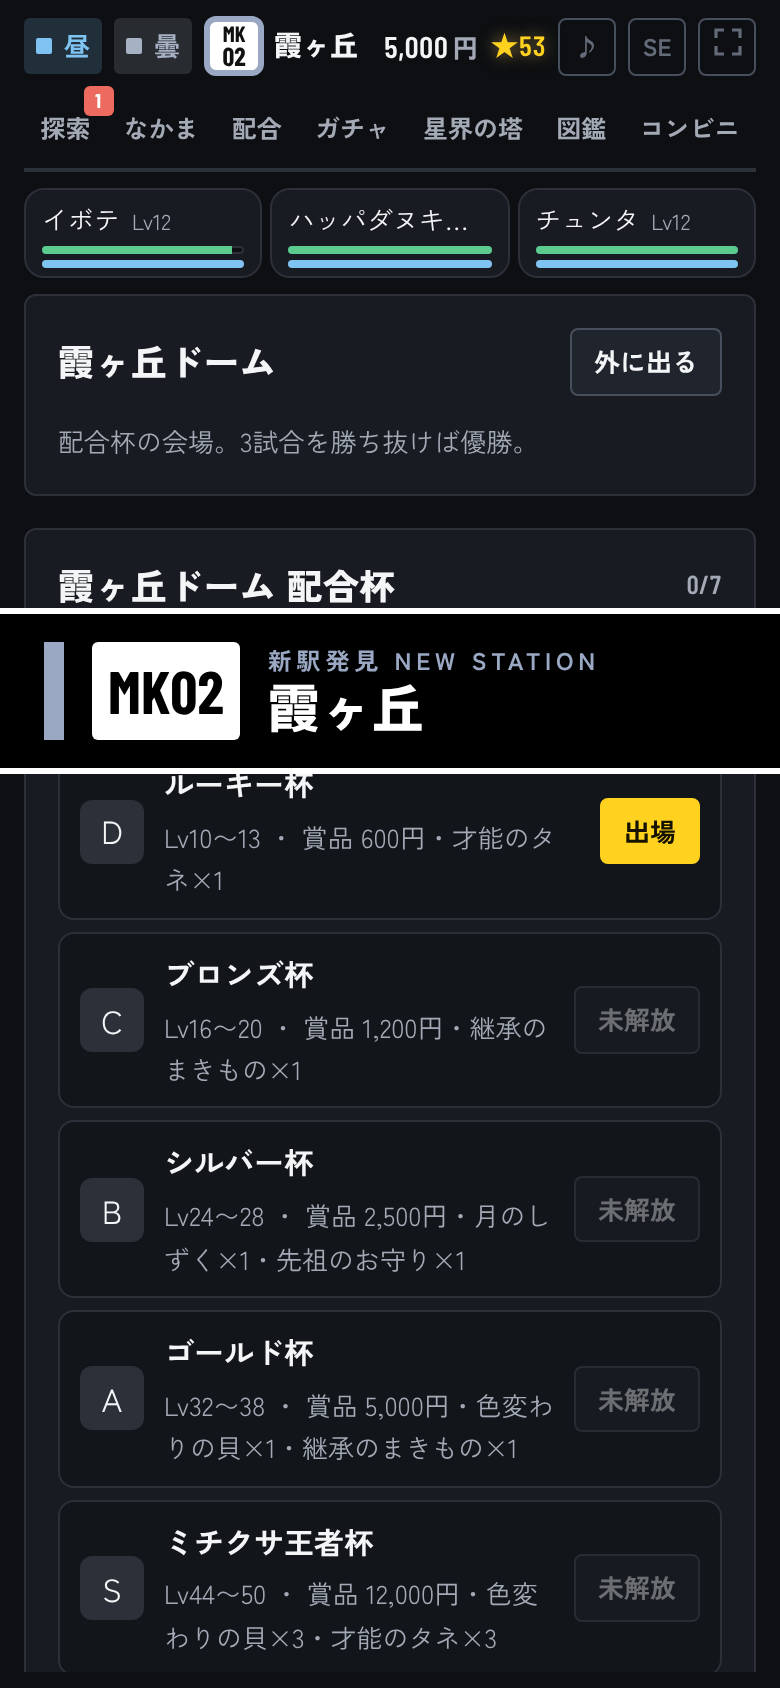 昼 曇 MK 02 霞ヶ丘 5,000 円 ★53 ♪ SE
1
探索 なかま 配合 ガチャ 星界の塔 図鑑 コンビニ
イボテ Lv12 ハッパダヌキ… チュンタ Lv12
霞ヶ丘ドーム 外に出る
配合杯の会場。3試合を勝ち抜けば優勝。
霞ヶ丘ドーム 配合杯 0/7
新駅発見 NEW STATION
MK02 霞ヶ丘
ルーキー杯
D Lv10〜13 ・ 賞品 600円・才能のタ 出場
ネ×1
ブロンズ杯
C Lv16〜20 ・ 賞品 1,200円・継承の 未解放
まきもの×1
シルバー杯
B Lv24〜28 ・ 賞品 2,500円・月のし 未解放
ずく×1・先祖のお守り×1
ゴールド杯
A Lv32〜38 ・ 賞品 5,000円・色変わ 未解放
りの貝×1・継承のまきもの×1
ミチクサ王者杯
S Lv44〜50 ・ 賞品 12,000円・色変 未解放
わりの貝×3・才能のタネ×3